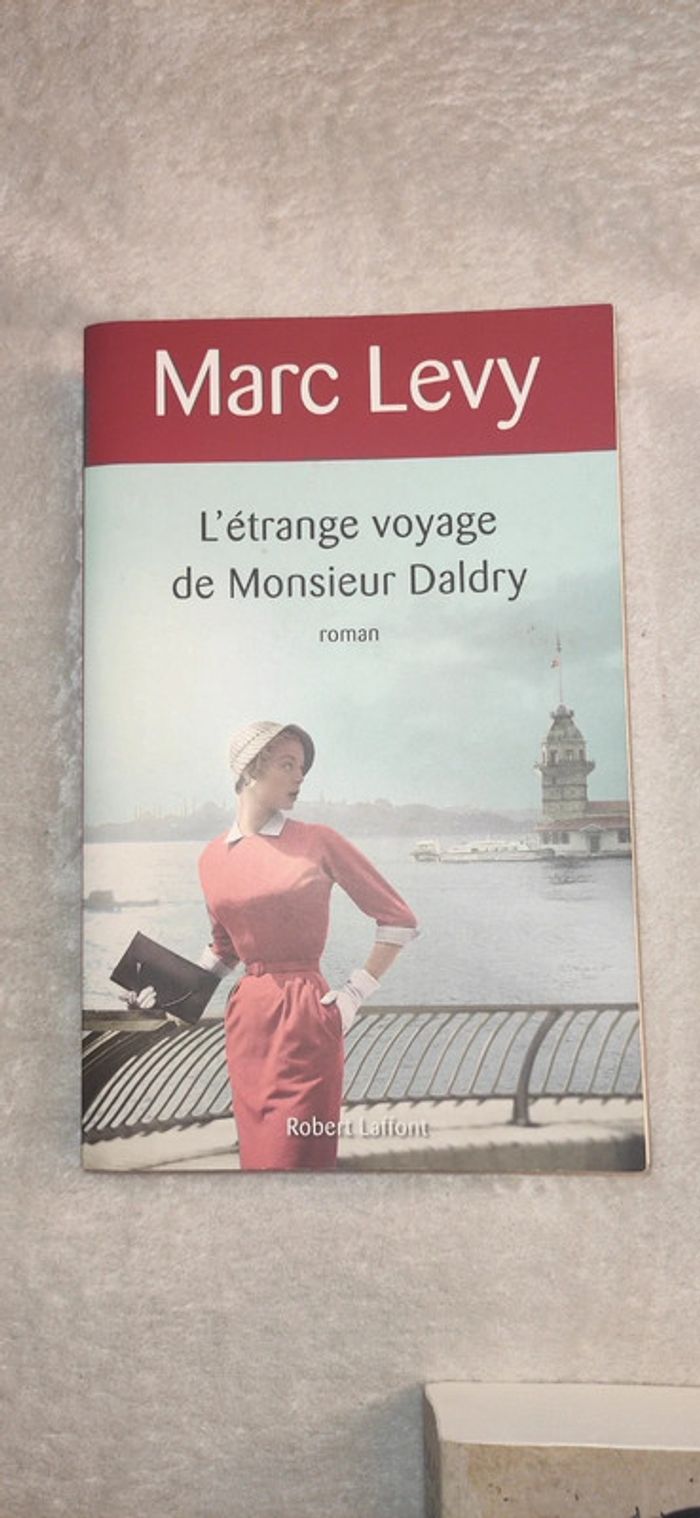 Marc Levy
L'étrange voyage
de Monsieur Daldry
roman
Robert Laffont